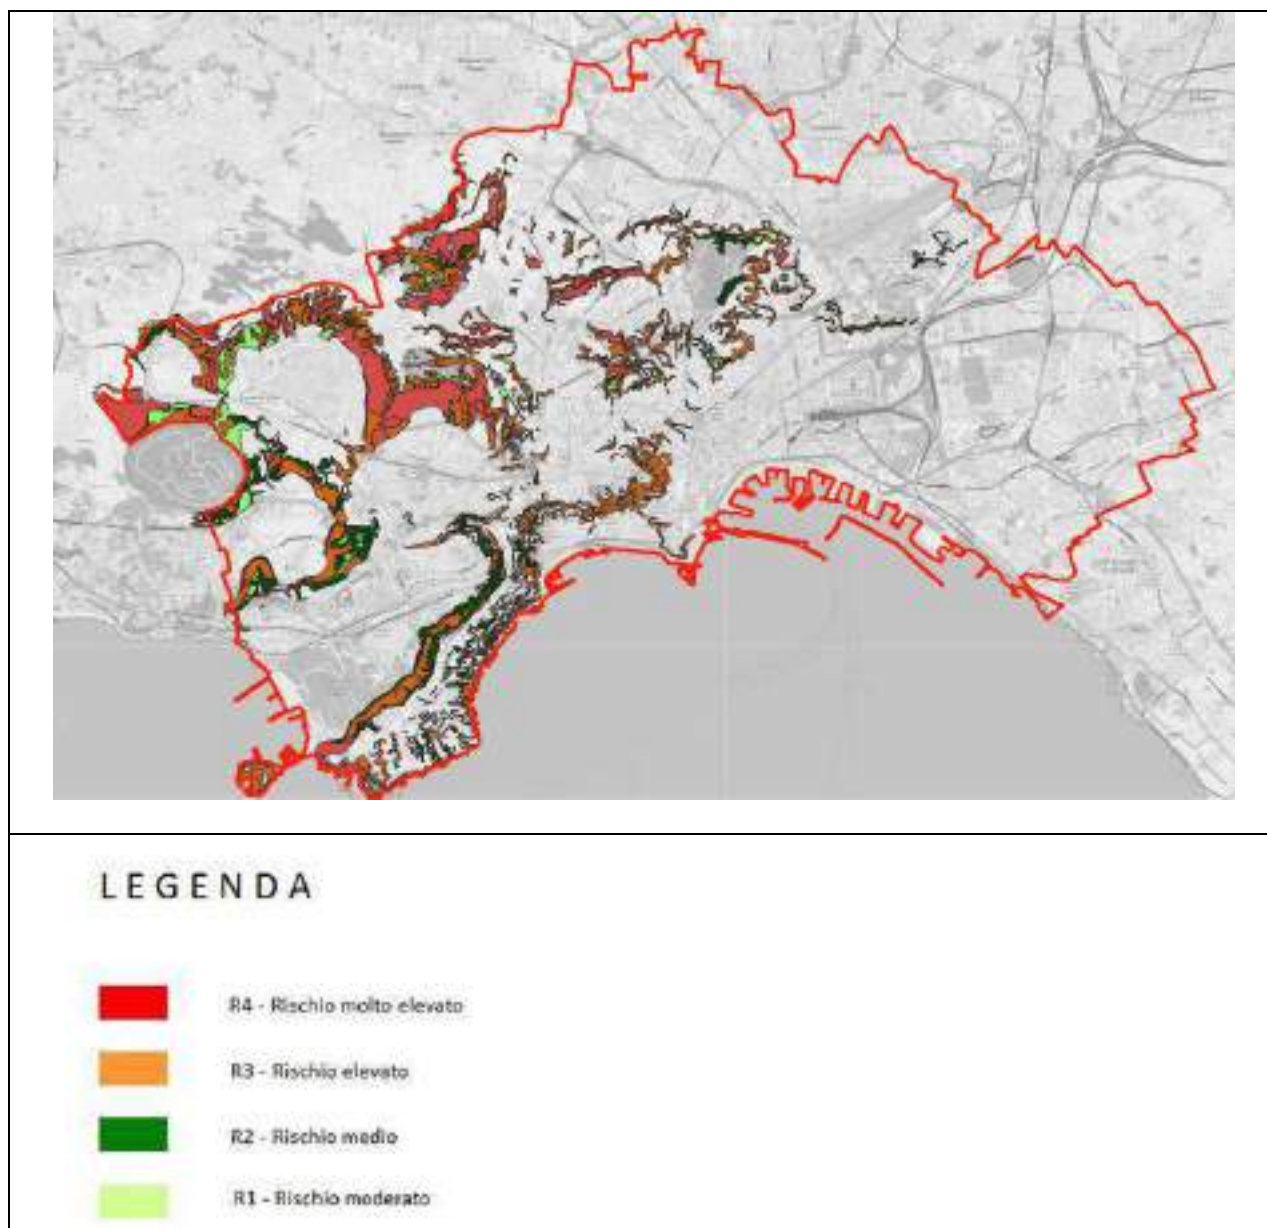 LEGENDA
R4 - Rischio molto elevato
R3 - Rischio elevato
R2 - Rischio medio
R1 - Rischio moderato